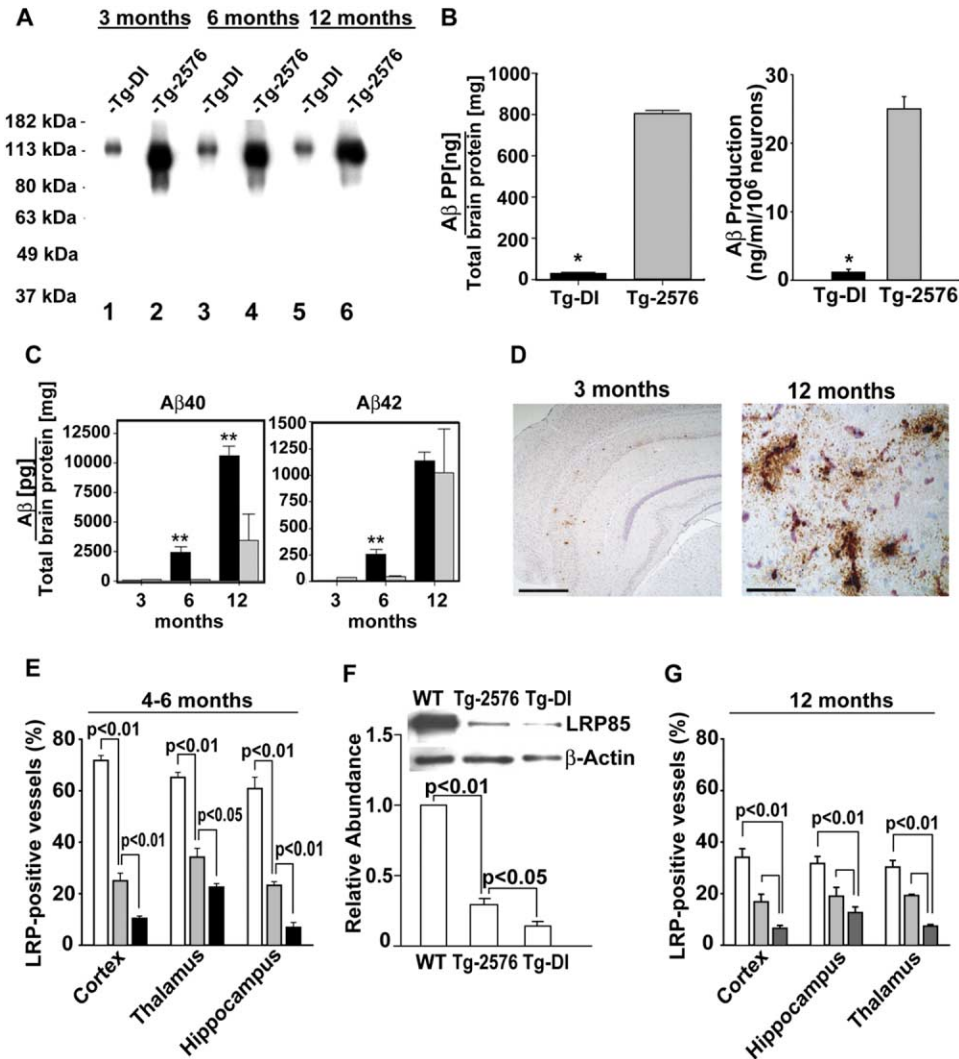 A
3 months 6 months 12 months
-Tg-DI -Tg-2576 -Tg-DI -Tg-2576 -Tg-DI -Tg-2576
182 kDa -
113 kDa -
80 kDa -
63 kDa
49 kDa
37 kDa
1 2 3 4 5 6
B
Aβ PP[ng]
Total brain protein [mg]
1000
800
600
400
200
0
*
Tg-DI Tg-2576
Aβ Production
(ng/ml/10⁶ neurons)
30
20
10
0
*
Tg-DI Tg-2576
C
Aβ [pg]
Total brain protein [mg]
Aβ40
12500
10000
7500
5000
2500
0
**
**
3 6 12
months
Aβ42
1500
1250
1000
750
500
250
0
**
3 6 12
months
D
3 months 12 months
E
4-6 months
LRP-positive vessels (%)
80
60
40
20
0
p<0.01 p<0.01 p<0.01
p<0.01 p<0.05 p<0.01
Cortex Thalamus Hippocampus
F
WT Tg-2576 Tg-DI
LRP85
β-Actin
Relative Abundance
1.5
1.0
0.5
0
p<0.01
p<0.05
WT Tg-2576 Tg-DI
G
12 months
LRP-positive vessels (%)
80
60
40
20
0
p<0.01 p<0.01 p<0.01
Cortex Hippocampus Thalamus